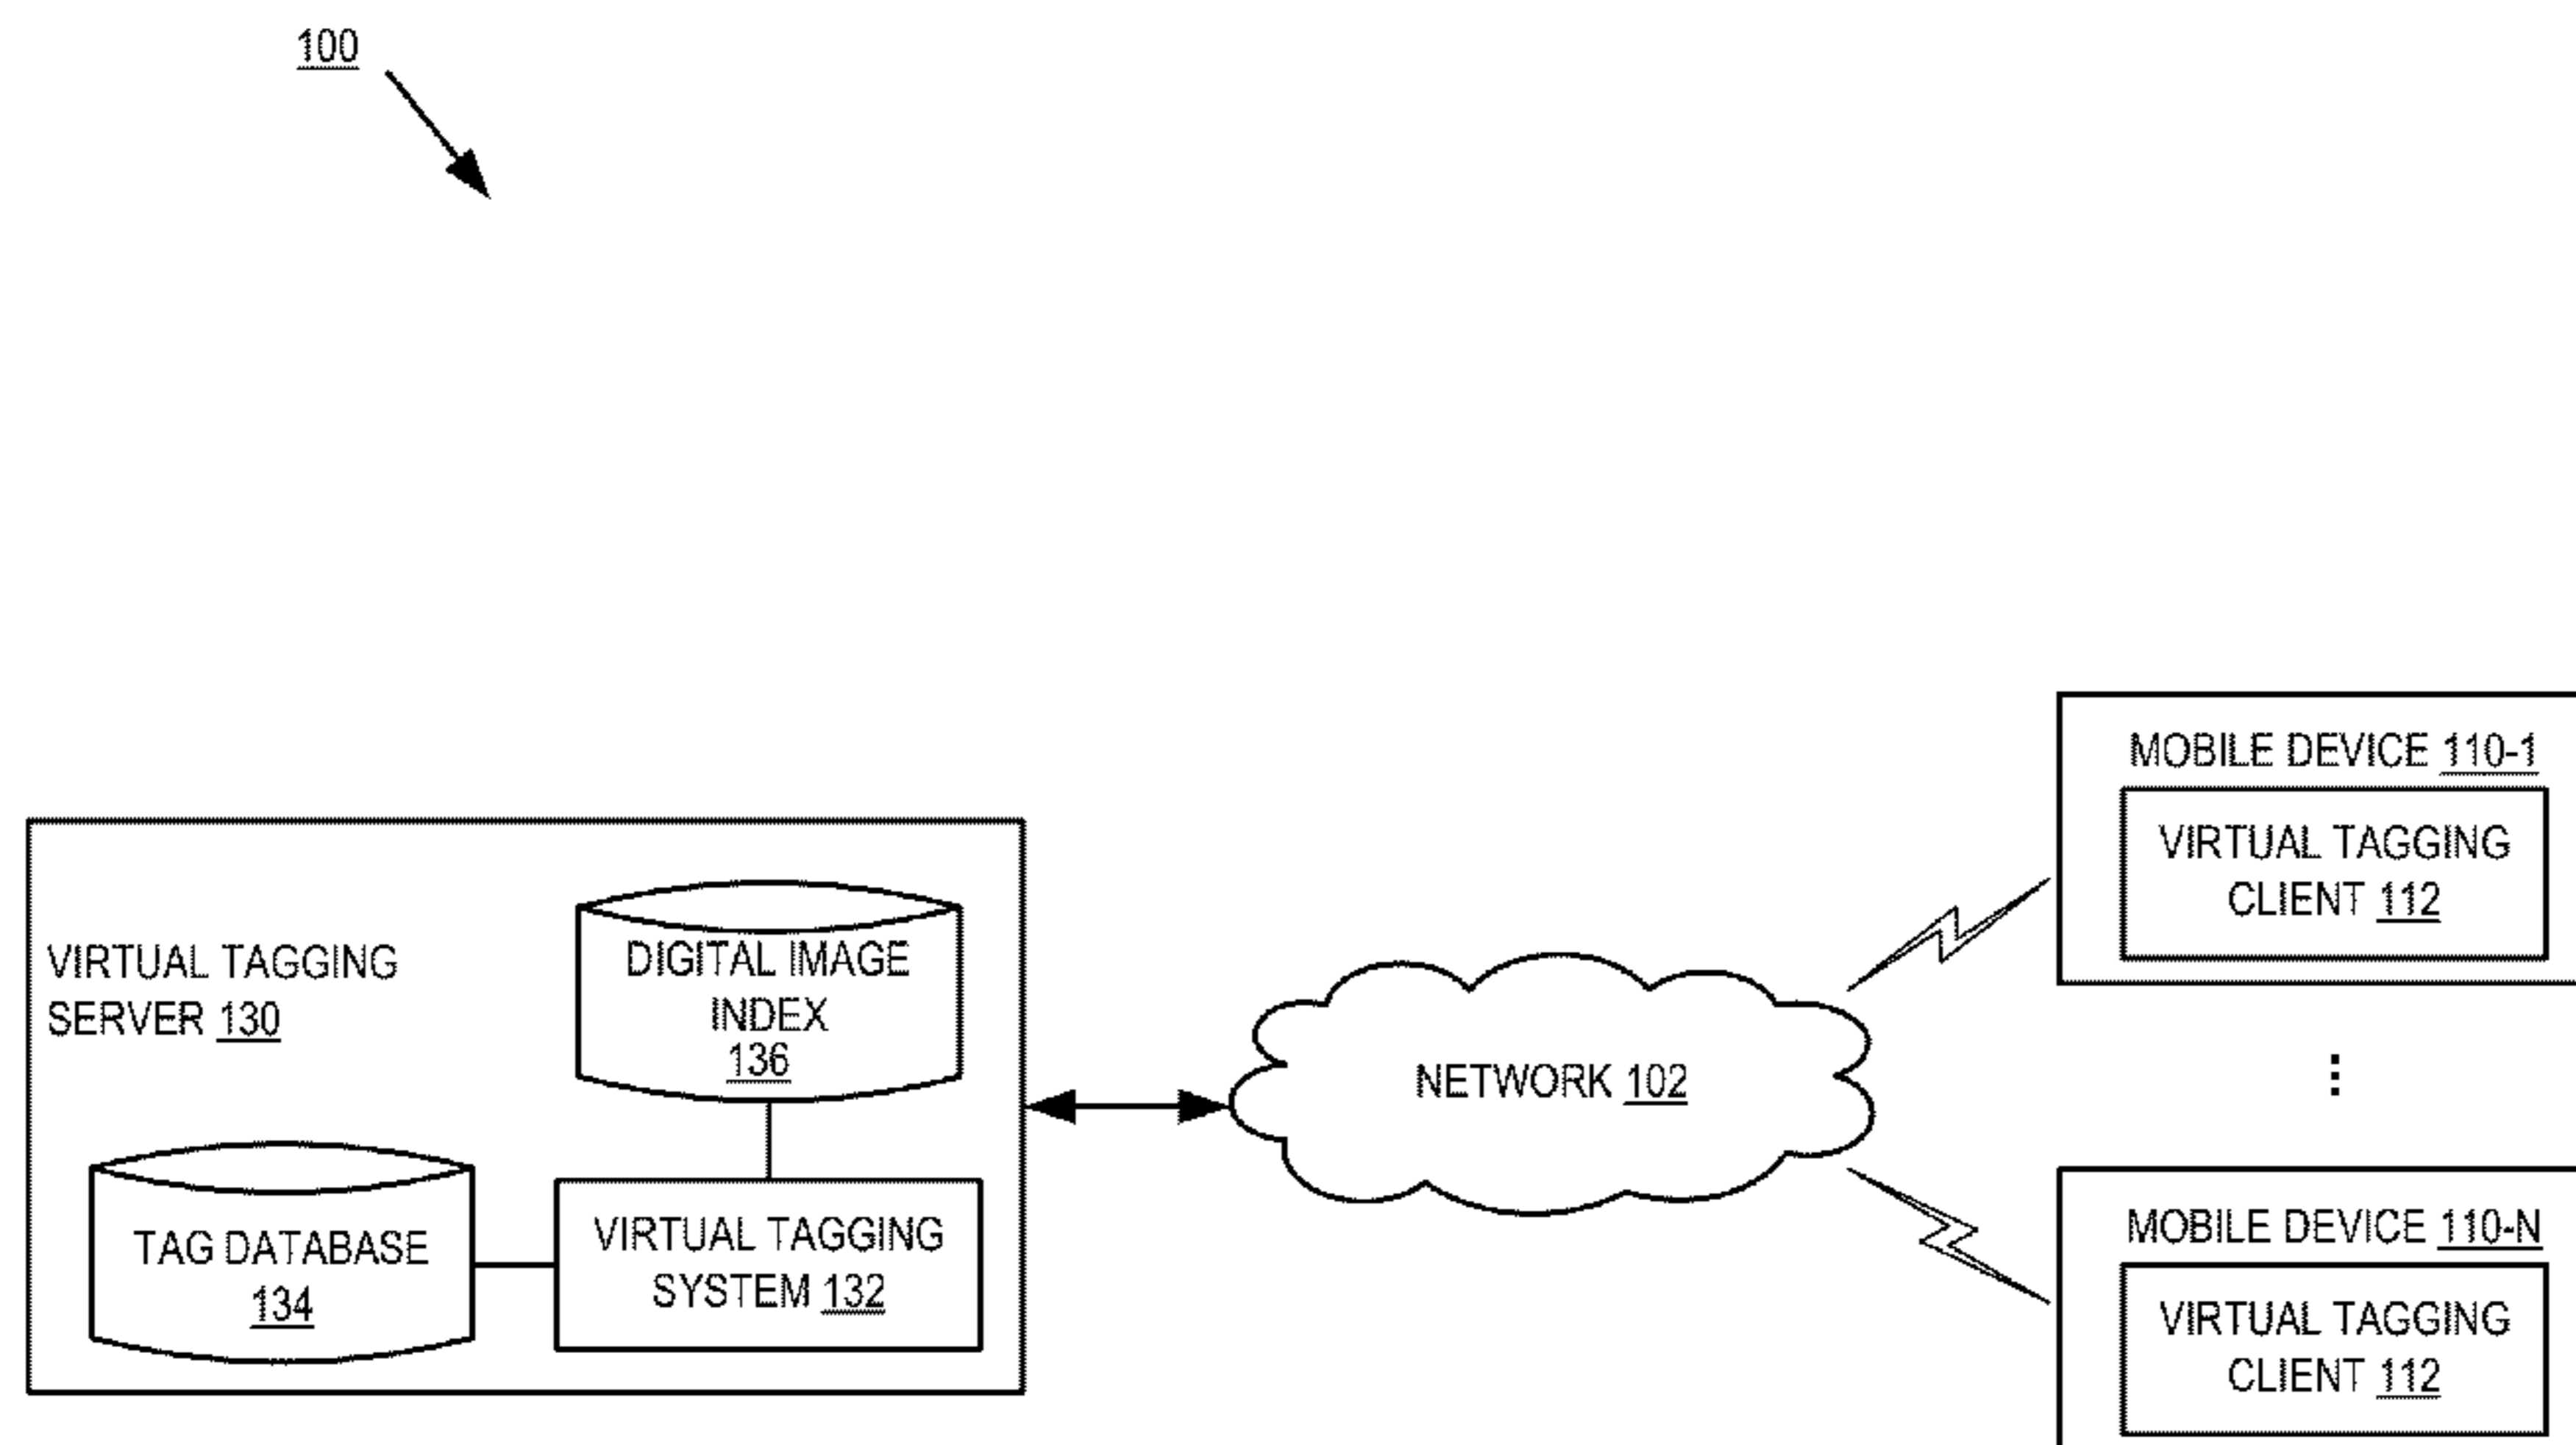 100
VIRTUAL TAGGING
SERVER 130
DIGITAL IMAGE
INDEX
136
TAG DATABASE
134
VIRTUAL TAGGING
SYSTEM 132
NETWORK 102
MOBILE DEVICE 110-1
VIRTUAL TAGGING
CLIENT 112
⋮
MOBILE DEVICE 110-N
VIRTUAL TAGGING
CLIENT 112